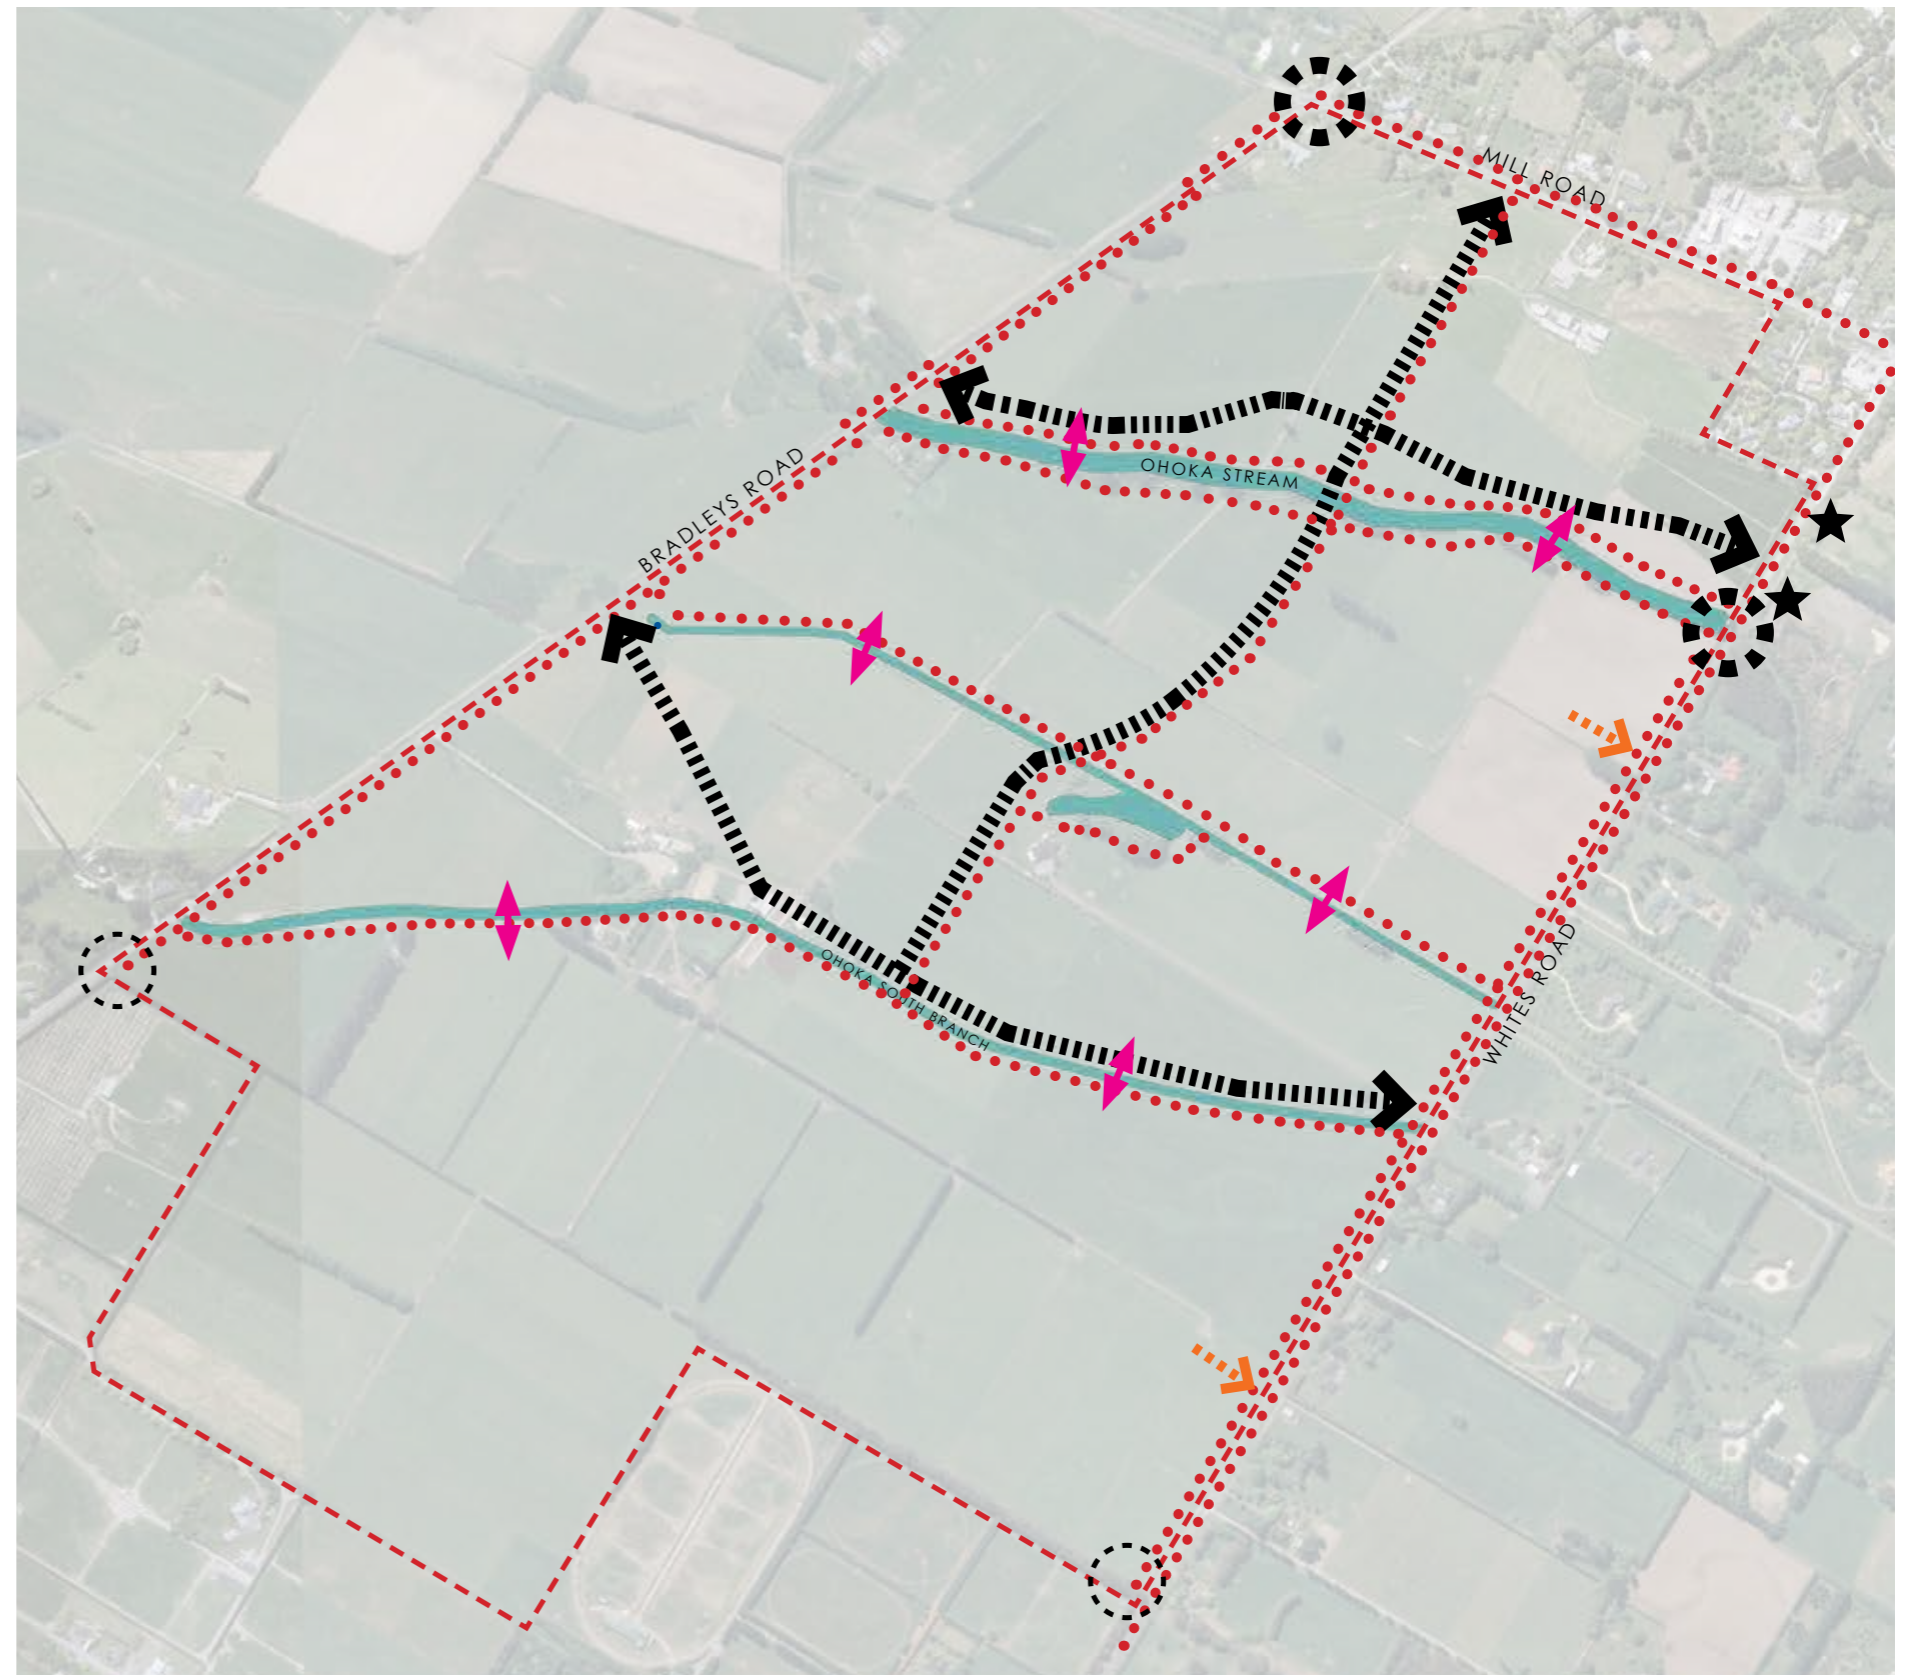 MILL ROAD
BRADLEYS ROAD
OHOKA STREAM
OHOKA SOUTH BRANCH
WHITES ROAD